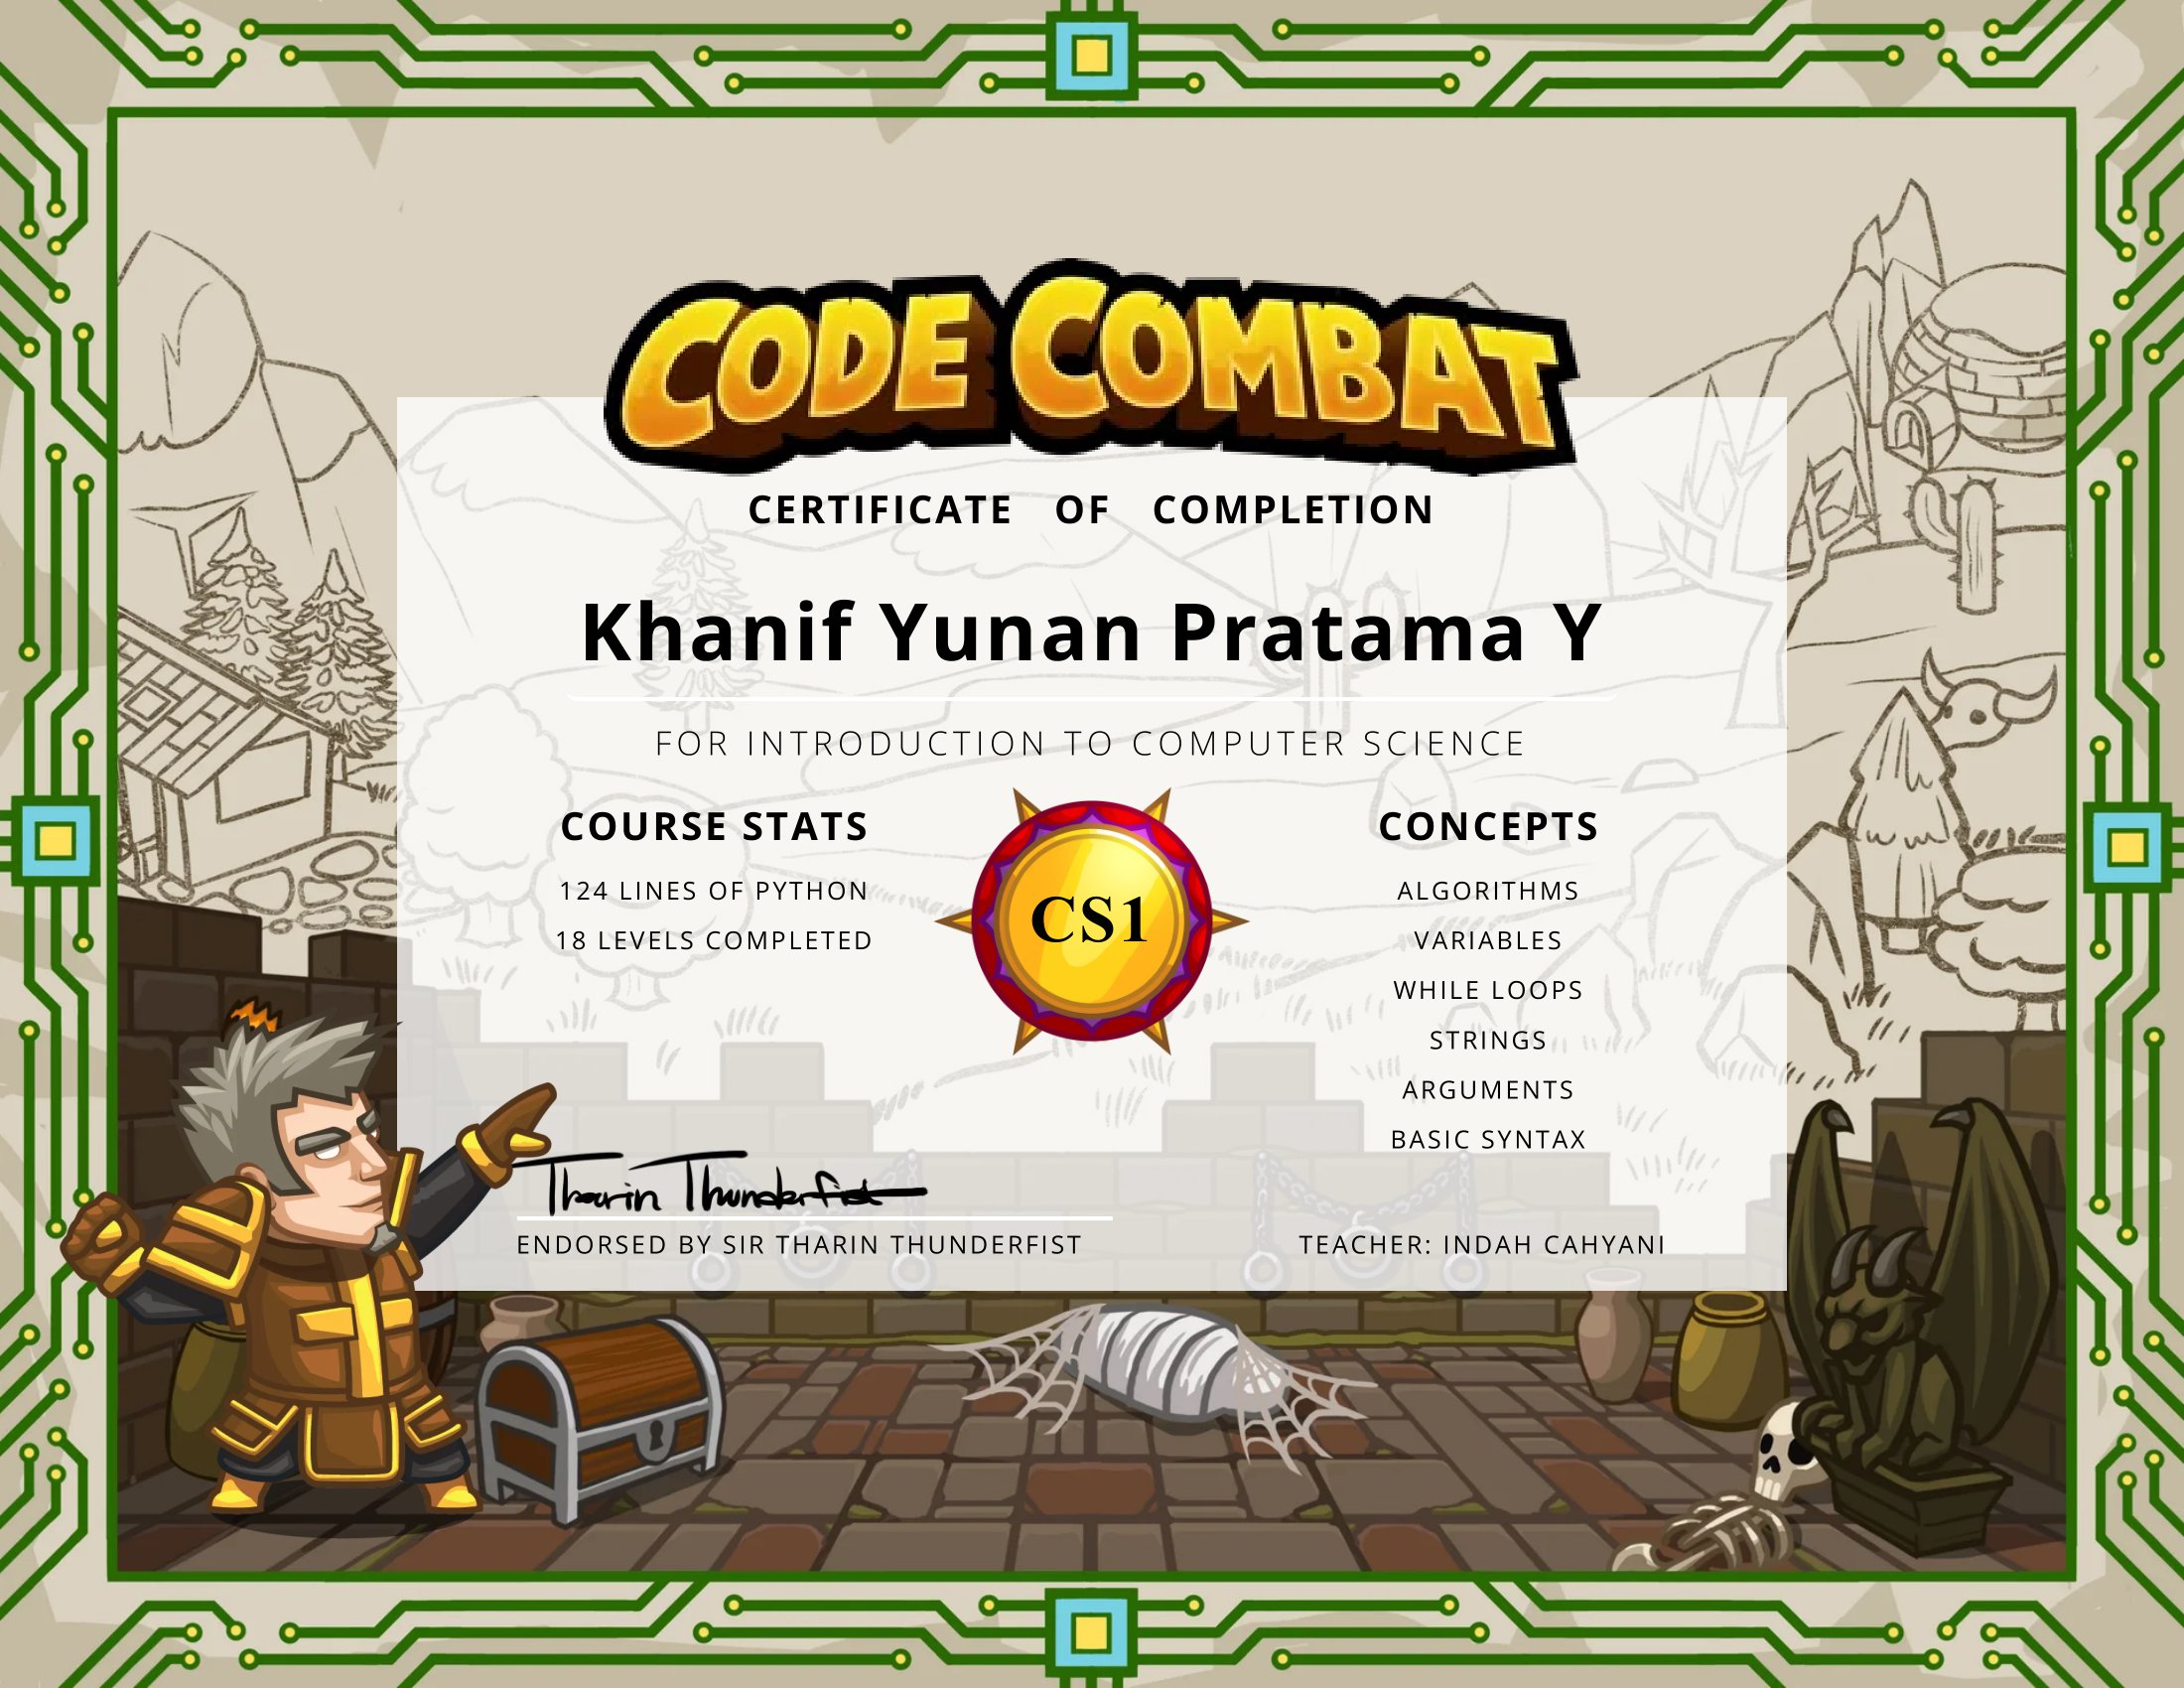 CODE COMBAT
CERTIFICATE OF COMPLETION
Khanif Yunan Pratama Y
FOR INTRODUCTION TO COMPUTER SCIENCE
COURSE STATS
124 LINES OF PYTHON
18 LEVELS COMPLETED
CS1
CONCEPTS
ALGORITHMS
VARIABLES
WHILE LOOPS
STRINGS
ARGUMENTS
BASIC SYNTAX
Tharin Thunderfist
ENDORSED BY SIR THARIN THUNDERFIST
TEACHER: INDAH CAHYANI